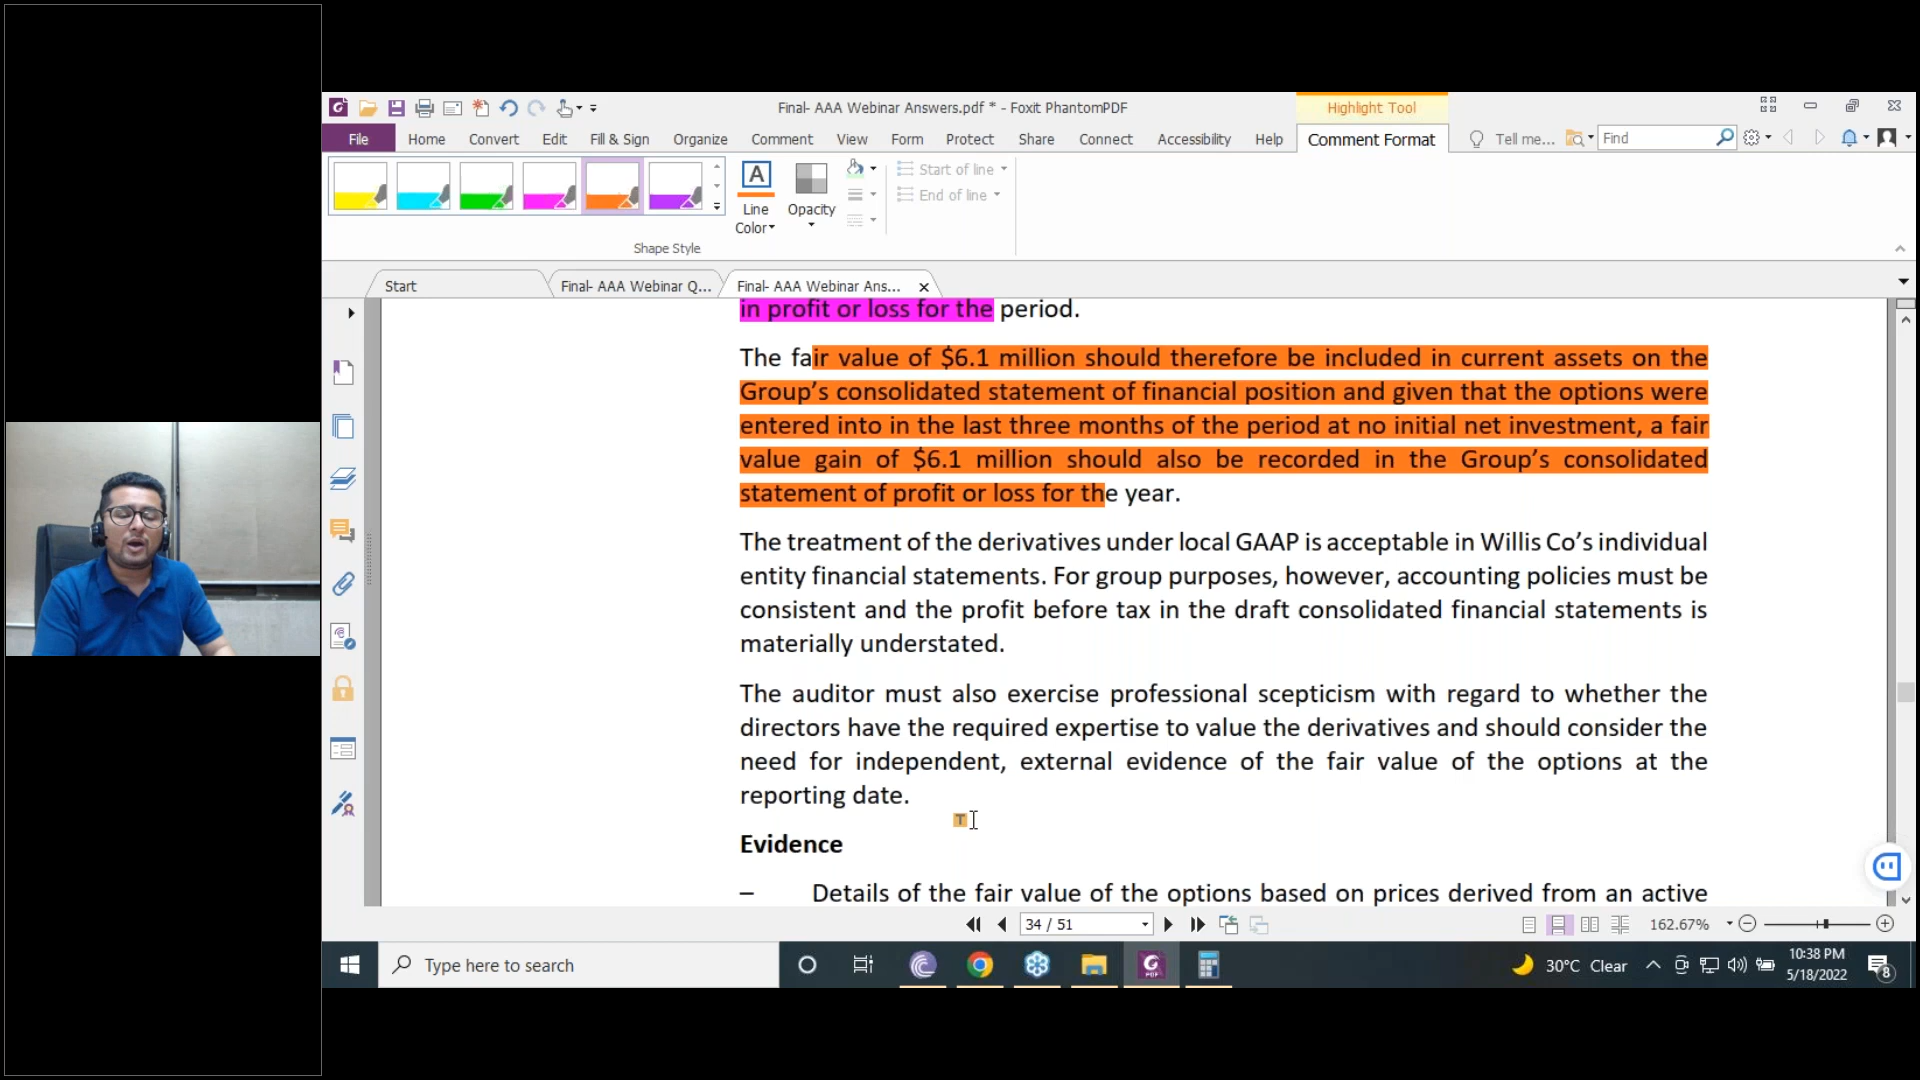 Final- AAA Webinar Answers.pdf * - Foxit PhantomPDF
Highlight Tool
File
Home
Convert
Edit
Fill & Sign
Organize
Comment
View
Form
Protect
Share
Connect
Accessibility
Help
Comment Format
Tell me...
Find
Line Color
Opacity
Start of line
End of line
Shape Style
Start
Final- AAA Webinar Q...
Final- AAA Webinar Ans...
in profit or loss for the period.
The fair value of $6.1 million should therefore be included in current assets on the
Group's consolidated statement of financial position and given that the options were
entered into in the last three months of the period at no initial net investment, a fair
value gain of $6.1 million should also be recorded in the Group's consolidated
statement of profit or loss for the year.
The treatment of the derivatives under local GAAP is acceptable in Willis Co's individual
entity financial statements. For group purposes, however, accounting policies must be
consistent and the profit before tax in the draft consolidated financial statements is
materially understated.
The auditor must also exercise professional scepticism with regard to whether the
directors have the required expertise to value the derivatives and should consider the
need for independent, external evidence of the fair value of the options at the
reporting date.
Evidence
– Details of the fair value of the options based on prices derived from an active
34 / 51
162.67%
Type here to search
30°C Clear
10:38 PM
5/18/2022
8